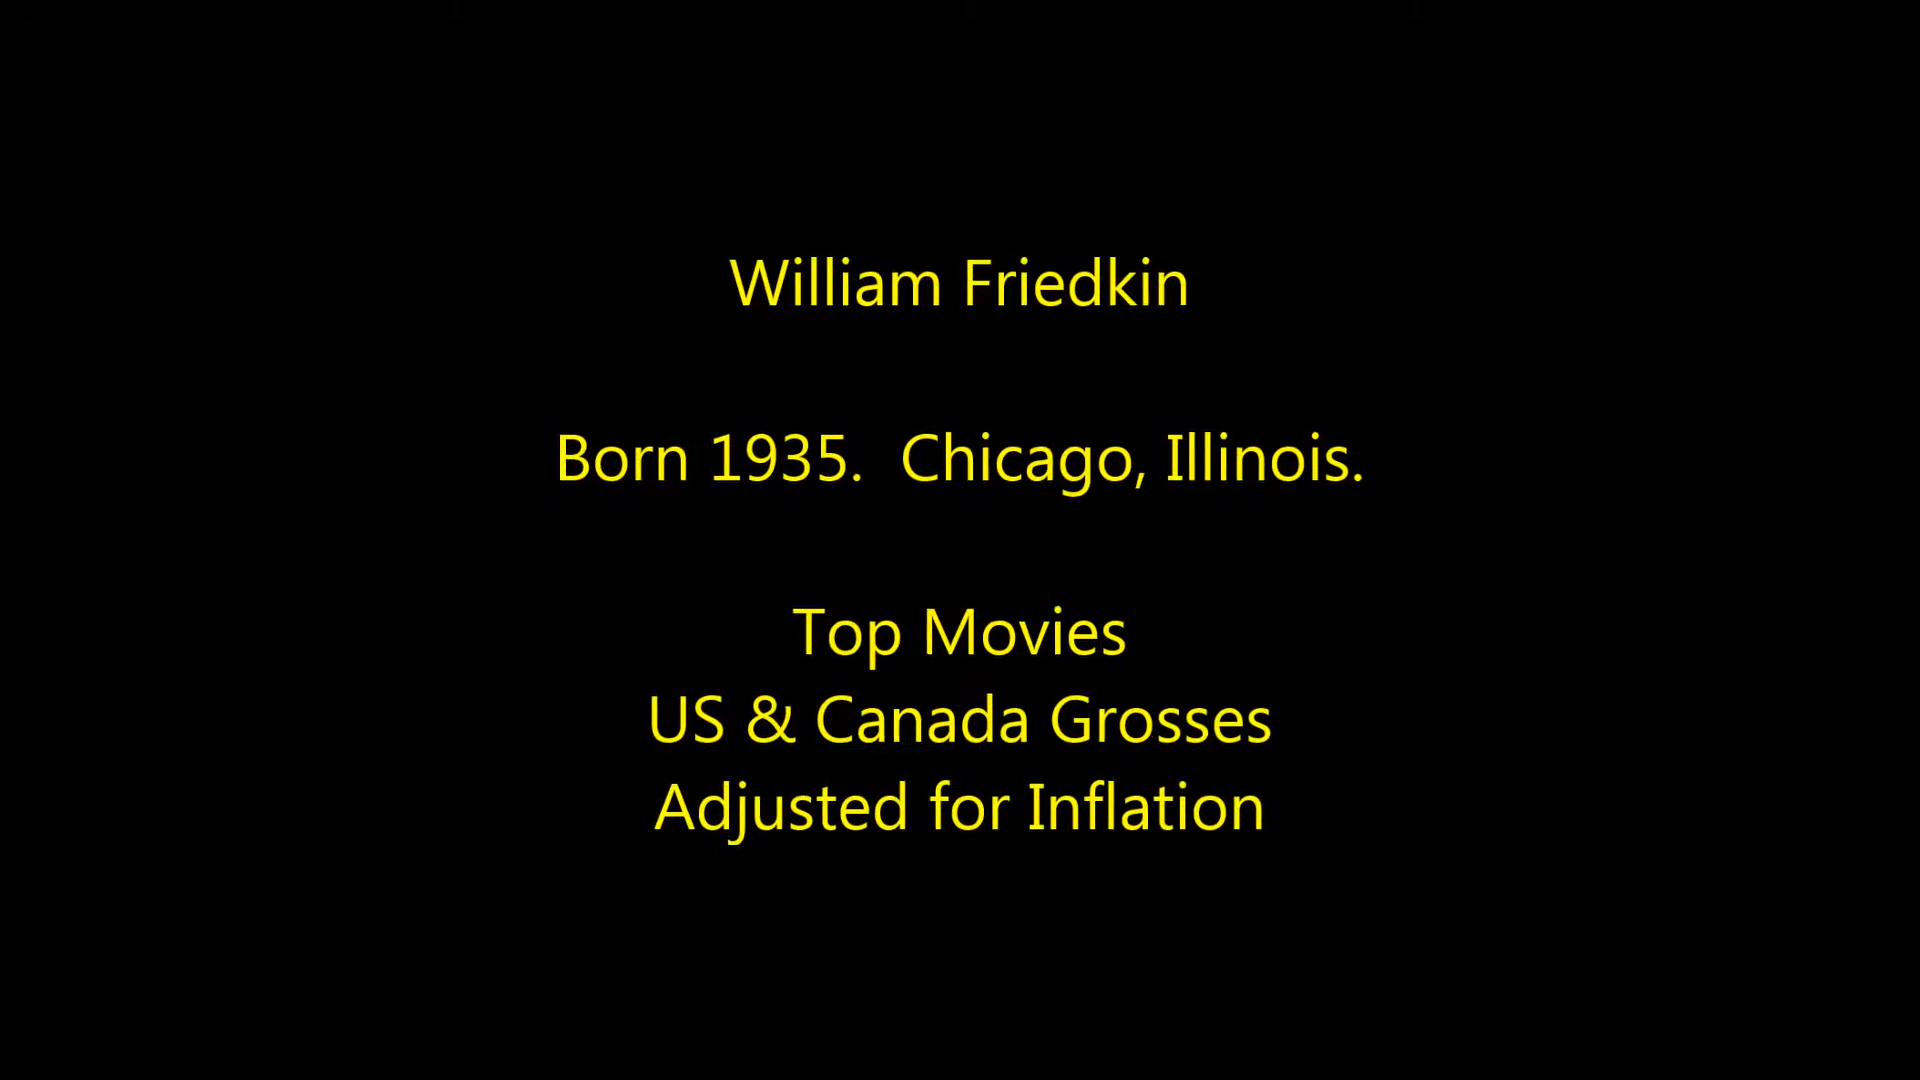 William Friedkin
Born 1935.  Chicago, Illinois.
Top Movies
US & Canada Grosses
Adjusted for Inflation